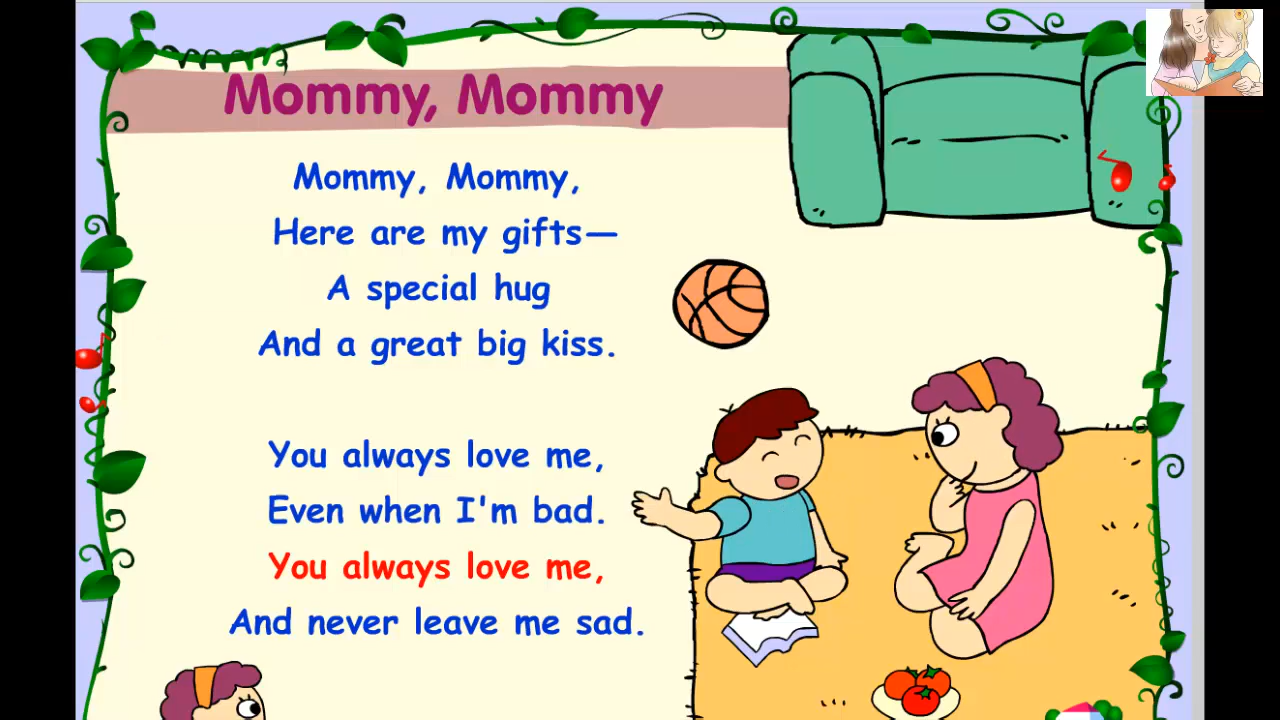 Mommy, Mommy
Mommy, Mommy,
Here are my gifts—
A special hug
And a great big kiss.
You always love me,
Even when I'm bad.
You always love me,
And never leave me sad.